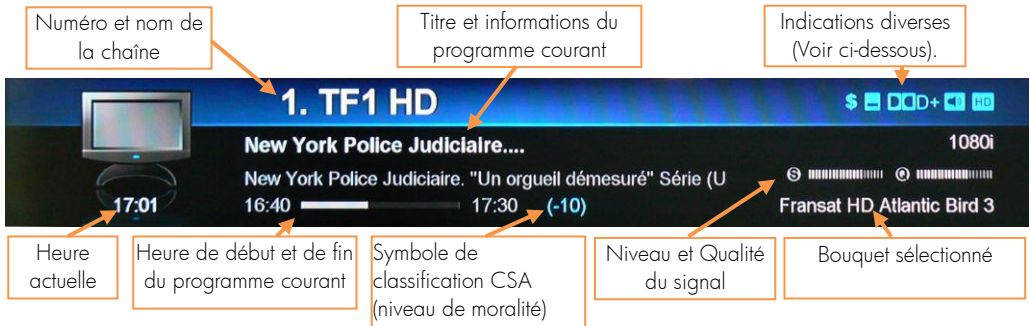 Numéro et nom de
la chaîne
Titre et informations du
programme courant
Indications diverses
(Voir ci-dessous).
1. TF1 HD
$ DD+ HD
New York Police Judiciaire....
1080i
New York Police Judiciaire. "Un orgueil démesuré" Série (U
S Q
17:01
16:40 17:30 (-10)
Fransat HD Atlantic Bird 3
Heure
actuelle
Heure de début et de fin
du programme courant
Symbole de
classification CSA
(niveau de moralité)
Niveau et Qualité
du signal
Bouquet sélectionné